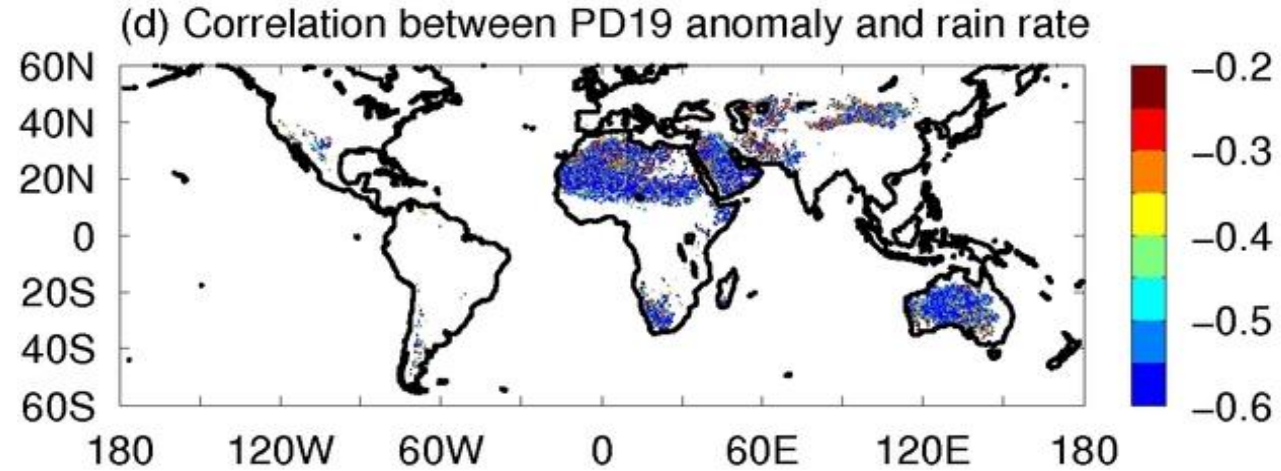 (d) Correlation between PD19 anomaly and rain rate
60N
40N
20N
0
20S
40S
60S
180 120W 60W 0 60E 120E 180
−0.2
−0.3
−0.4
−0.5
−0.6